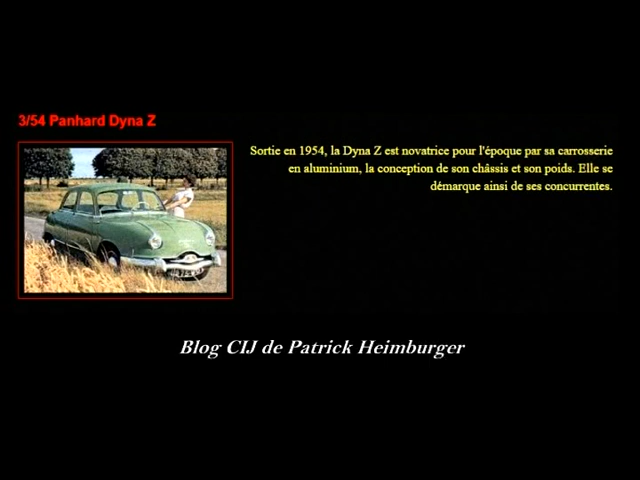 3/54 Panhard Dyna Z
Sortie en 1954, la Dyna Z est novatrice pour l'époque par sa carrosserie
en aluminium, la conception de son châssis et son poids. Elle se
démarque ainsi de ses concurrentes.
Blog CIJ de Patrick Heimburger